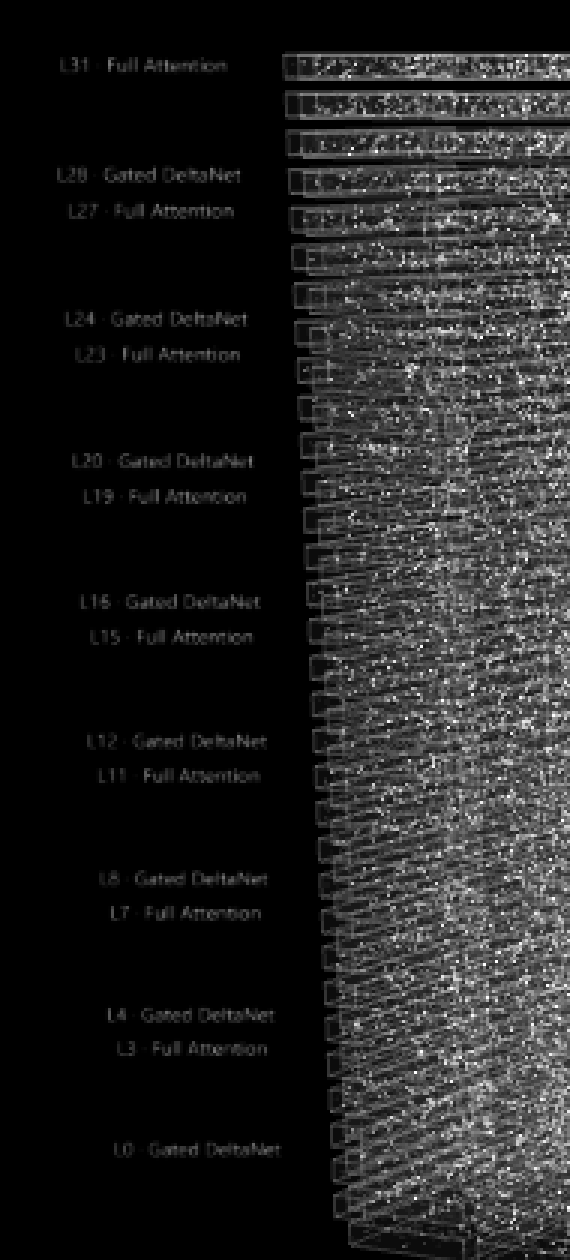 L31 · Full Attention
L28 · Gated DeltaNet
L27 · Full Attention
L24 · Gated DeltaNet
L23 · Full Attention
L20 · Gated DeltaNet
L19 · Full Attention
L16 · Gated DeltaNet
L15 · Full Attention
L12 · Gated DeltaNet
L11 · Full Attention
L8 · Gated DeltaNet
L7 · Full Attention
L4 · Gated DeltaNet
L3 · Full Attention
L0 · Gated DeltaNet